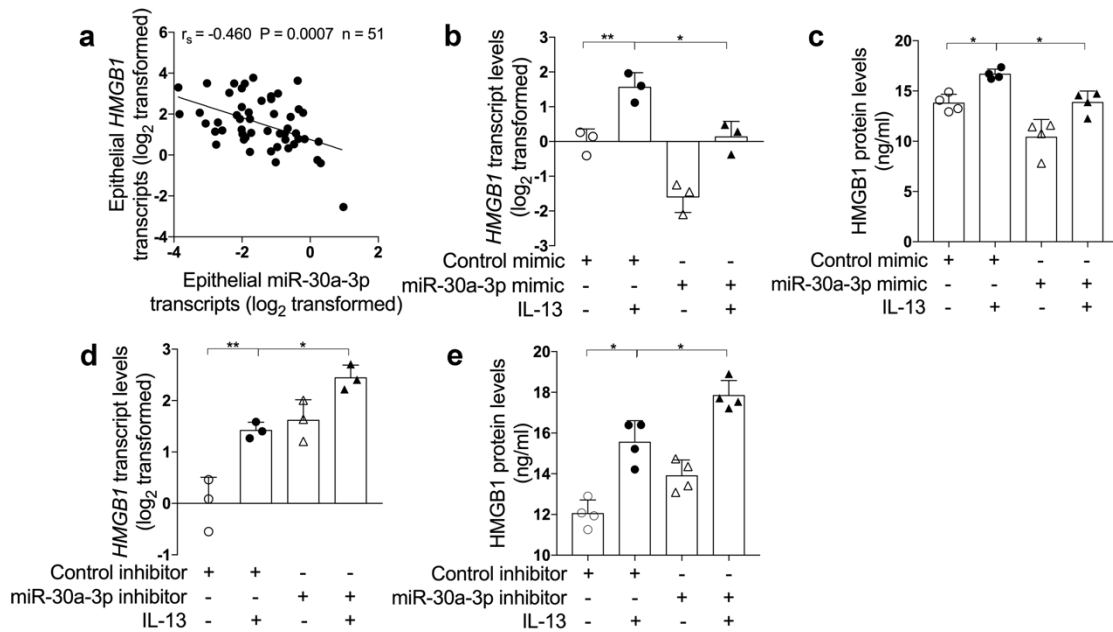 a
r_s = -0.460 P = 0.0007 n = 51
Epithelial HMGB1
transcripts (log2 transformed)
6
4
2
0
-2
-4
-4 -2 0 2
Epithelial miR-30a-3p
transcripts (log2 transformed)
b
** *
HMGB1 transcript levels
(log2 transformed)
3
2
1
0
-1
-2
-3
Control mimic + + - -
miR-30a-3p mimic - - + +
IL-13 - + - +
c
* *
HMGB1 protein levels
(ng/ml)
20
15
10
5
0
Control mimic + + - -
miR-30a-3p mimic - - + +
IL-13 - + - +
d
** *
HMGB1 transcript levels
(log2 transformed)
3
2
1
0
-1
Control inhibitor + + - -
miR-30a-3p inhibitor - - + +
IL-13 - + - +
e
* *
HMGB1 protein levels
(ng/ml)
20
18
16
14
12
10
Control inhibitor + + - -
miR-30a-3p inhibitor - - + +
IL-13 - + - +